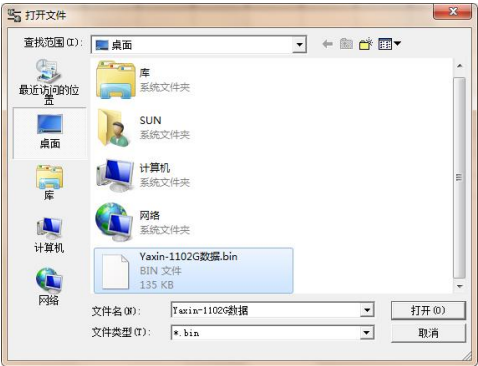 打开文件
查找范围(I):
桌面
最近访问的位
置
桌面
库
计算机
网络
库
系统文件夹
SUN
系统文件夹
计算机
系统文件夹
网络
系统文件夹
Yaxin-1102G数据.bin
BIN 文件
135 KB
文件名(N):
Yaxin-1102G数据
打开(O)
文件类型(T):
*.bin
取消